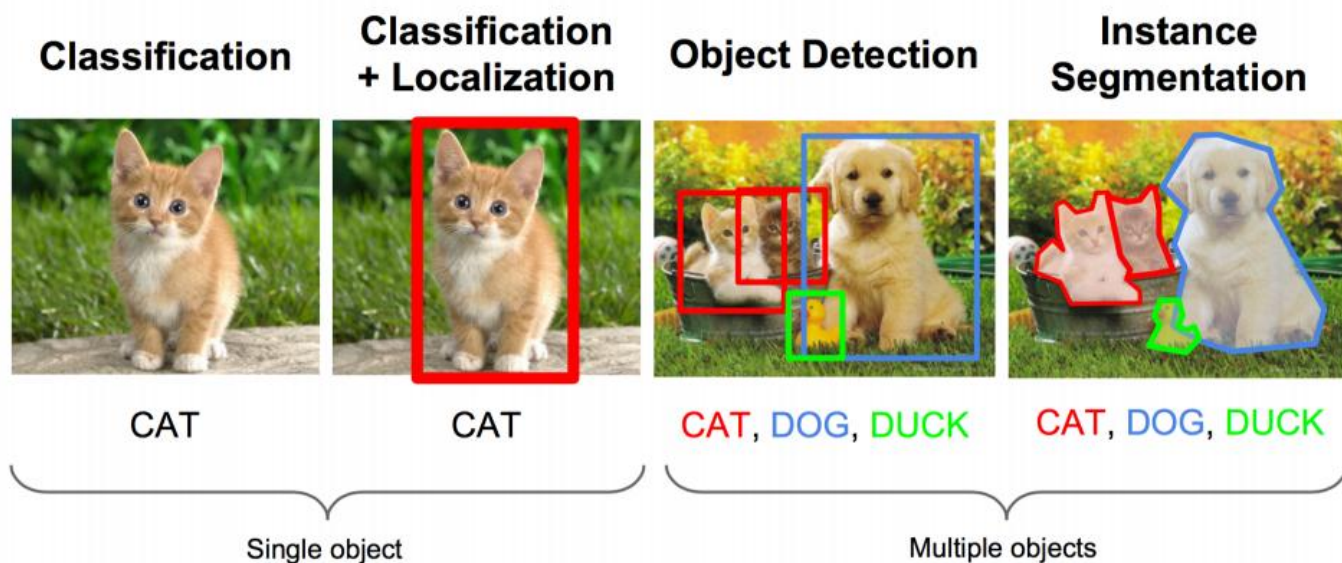 Classification
Classification
+ Localization
Object Detection
Instance
Segmentation
CAT
CAT
CAT, DOG, DUCK
CAT, DOG, DUCK
Single object
Multiple objects